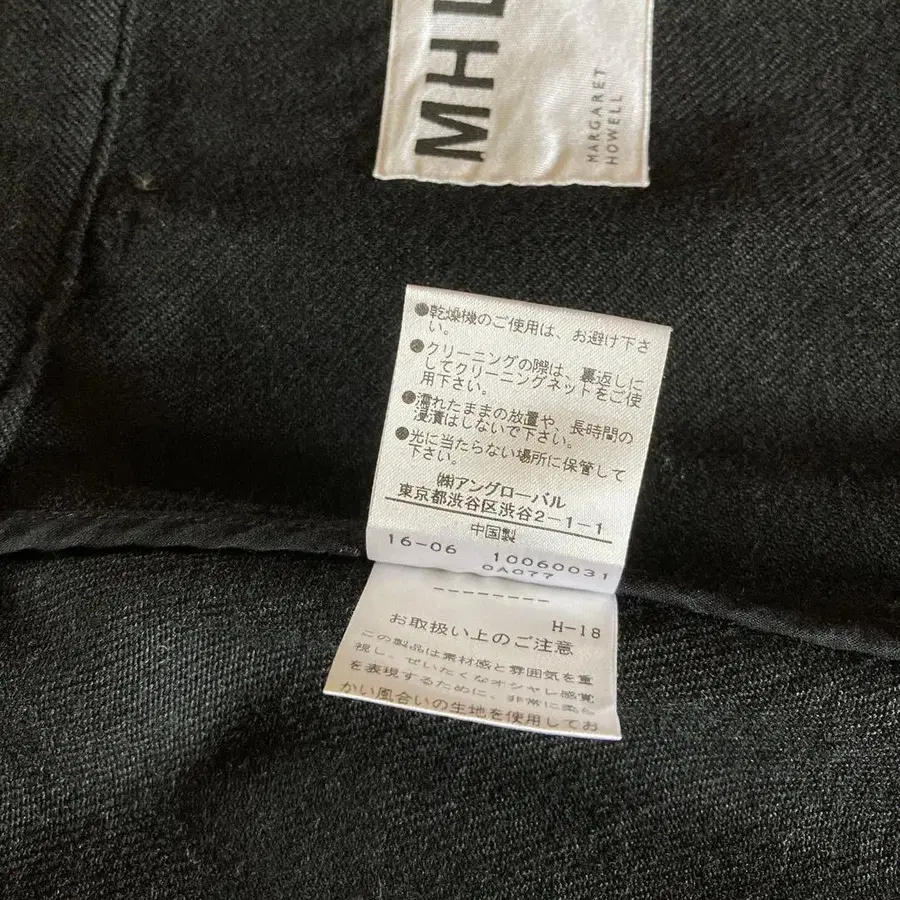 MHL
MARGARET
HOWELL
●乾燥機のご使用は、お避け下さ
い。
●クリーニングの際は、裏返しに
してクリーニングネットをご使
用下さい。
●濡れたままの放置や、長時間の
浸漬はしないで下さい。
●光に当たらない場所に保管して
下さい。
㈱アングローバル
東京都渋谷区渋谷2-1-1
中国製
16-06 10060031
0A077
--------
H-18
お取扱い上のご注意
この製品は素材感と雰囲気を重
視し、ぜいたくなオシャレ感覚
を表現するために、非常に柔ら
かい風合いの生地を使用してお